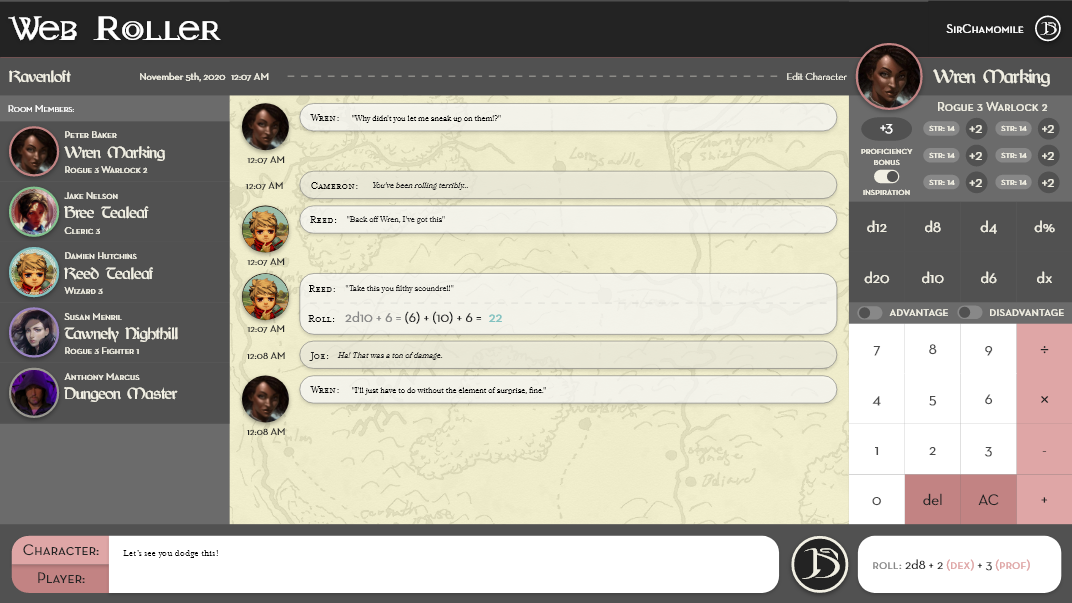 Web Roller
SirChamomile
Ravenloft
November 5th, 2020 12:07 AM
Edit Character
Wren Marking
Rogue 3 Warlock 2
Room Members:
Peter Baker
Wren Marking
Rogue 3 Warlock 2
Jake Nelson
Bree Tealeaf
Cleric 3
Damien Hutchins
Reed Tealeaf
Wizard 3
Susan Menril
Tawnely Nighthill
Rogue 3 Fighter 1
Anthony Marcus
Dungeon Master
Wren: "Why didn't you let me sneak up on them!?"
12:07 AM
12:07 AM
Cameron: You've been rolling terribly...
Reed: "Back off Wren, I've got this"
12:07 AM
Reed: "Take this you filthy scoundrel!"
Roll: 2d10 + 6 = (6) + (10) + 6 = 22
12:07 AM
12:08 AM
Joe: Ha! That was a ton of damage.
Wren: "I'll just have to do without the element of surprise, fine."
12:08 AM
Longsaddle
+3
Proficiency
Bonus
Inspiration
STR: 14 +2 STR: 14 +2
STR: 14 +2 STR: 14 +2
STR: 14 +2 STR: 14 +2
d12 d8 d4 d%
d20 d10 d6 dx
Advantage Disadvantage
7 8 9 ÷
4 5 6 ×
1 2 3 -
0 del AC +
Character:
Player:
Let's see you dodge this!
Roll: 2d8 + 2 (DEX) + 3 (PROF)